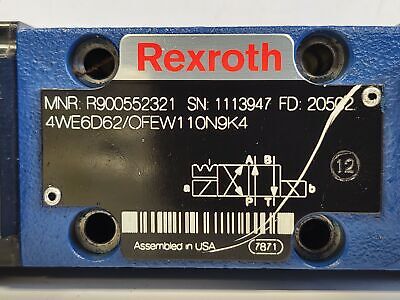 Rexroth
MNR: R900552321 SN: 1113947 FD: 20502
4WE6D62/OFEW110N9K4
A B
12
a b
P T
Assembled in USA 7871